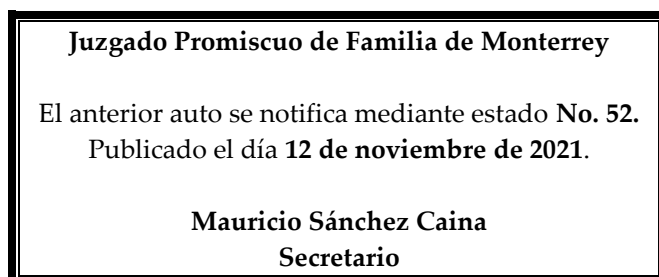 Juzgado Promiscuo de Familia de Monterrey
El anterior auto se notifica mediante estado No. 52.
Publicado el día 12 de noviembre de 2021.
Mauricio Sánchez Caina
Secretario